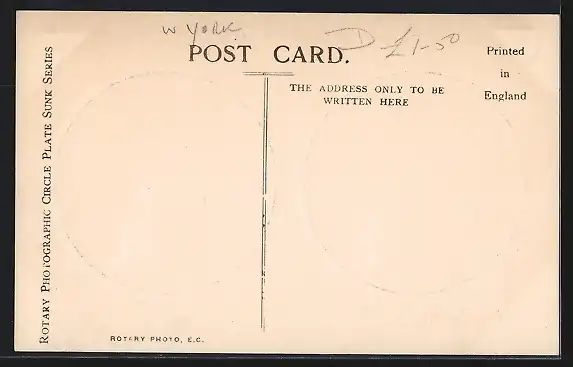 W YORK
D £1-50
POST CARD.
Printed
in
England
THE ADDRESS ONLY TO BE
WRITTEN HERE
ROTARY PHOTOGRAPHIC CIRCLE PLATE SUNK SERIES
ROTARY PHOTO, E.C.